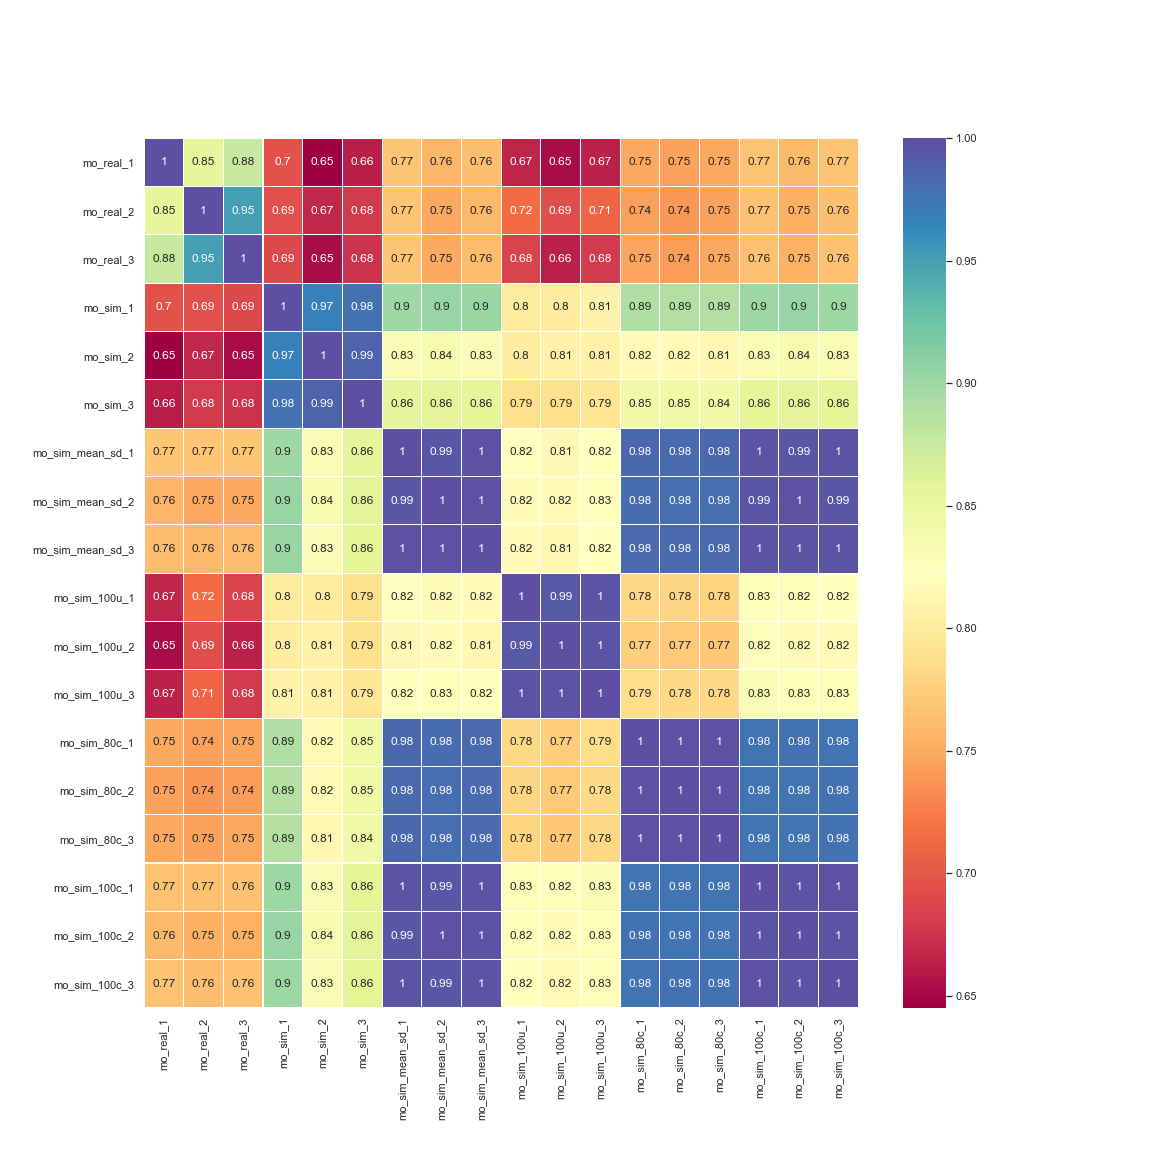 mo_real_1 1 0.85 0.88 0.7 0.65 0.66 0.77 0.76 0.76 0.67 0.65 0.67 0.75 0.75 0.75 0.77 0.76 0.77
mo_real_2 0.85 1 0.95 0.69 0.67 0.68 0.77 0.75 0.76 0.72 0.69 0.71 0.74 0.74 0.75 0.77 0.75 0.76
mo_real_3 0.88 0.95 1 0.69 0.65 0.68 0.77 0.75 0.76 0.68 0.66 0.68 0.75 0.74 0.75 0.76 0.75 0.76
mo_sim_1 0.7 0.69 0.69 1 0.97 0.98 0.9 0.9 0.9 0.8 0.8 0.81 0.89 0.89 0.89 0.9 0.9 0.9
mo_sim_2 0.65 0.67 0.65 0.97 1 0.99 0.83 0.84 0.83 0.8 0.81 0.81 0.82 0.82 0.81 0.83 0.84 0.83
mo_sim_3 0.66 0.68 0.68 0.98 0.99 1 0.86 0.86 0.86 0.79 0.79 0.79 0.85 0.85 0.84 0.86 0.86 0.86
mo_sim_mean_sd_1 0.77 0.77 0.77 0.9 0.83 0.86 1 0.99 1 0.82 0.81 0.82 0.98 0.98 0.98 1 0.99 1
mo_sim_mean_sd_2 0.76 0.75 0.75 0.9 0.84 0.86 0.99 1 1 0.82 0.82 0.83 0.98 0.98 0.98 0.99 1 0.99
mo_sim_mean_sd_3 0.76 0.76 0.76 0.9 0.83 0.86 1 1 1 0.82 0.81 0.82 0.98 0.98 0.98 1 1 1
mo_sim_100u_1 0.67 0.72 0.68 0.8 0.8 0.79 0.82 0.82 0.82 1 0.99 1 0.78 0.78 0.78 0.83 0.82 0.82
mo_sim_100u_2 0.65 0.69 0.66 0.8 0.81 0.79 0.81 0.82 0.81 0.99 1 1 0.77 0.77 0.77 0.82 0.82 0.82
mo_sim_100u_3 0.67 0.71 0.68 0.81 0.81 0.79 0.82 0.83 0.82 1 1 1 0.79 0.78 0.78 0.83 0.83 0.83
mo_sim_80c_1 0.75 0.74 0.75 0.89 0.82 0.85 0.98 0.98 0.98 0.78 0.77 0.79 1 1 1 0.98 0.98 0.98
mo_sim_80c_2 0.75 0.74 0.74 0.89 0.82 0.85 0.98 0.98 0.98 0.78 0.77 0.78 1 1 1 0.98 0.98 0.98
mo_sim_80c_3 0.75 0.75 0.75 0.89 0.81 0.84 0.98 0.98 0.98 0.78 0.77 0.78 1 1 1 0.98 0.98 0.98
mo_sim_100c_1 0.77 0.77 0.76 0.9 0.83 0.86 1 0.99 1 0.83 0.82 0.83 0.98 0.98 0.98 1 1 1
mo_sim_100c_2 0.76 0.75 0.75 0.9 0.84 0.86 0.99 1 1 0.82 0.82 0.83 0.98 0.98 0.98 1 1 1
mo_sim_100c_3 0.77 0.76 0.76 0.9 0.83 0.86 1 0.99 1 0.82 0.82 0.83 0.98 0.98 0.98 1 1 1
mo_real_1
mo_real_2
mo_real_3
mo_sim_1
mo_sim_2
mo_sim_3
mo_sim_mean_sd_1
mo_sim_mean_sd_2
mo_sim_mean_sd_3
mo_sim_100u_1
mo_sim_100u_2
mo_sim_100u_3
mo_sim_80c_1
mo_sim_80c_2
mo_sim_80c_3
mo_sim_100c_1
mo_sim_100c_2
mo_sim_100c_3
1.00
0.95
0.90
0.85
0.80
0.75
0.70
0.65